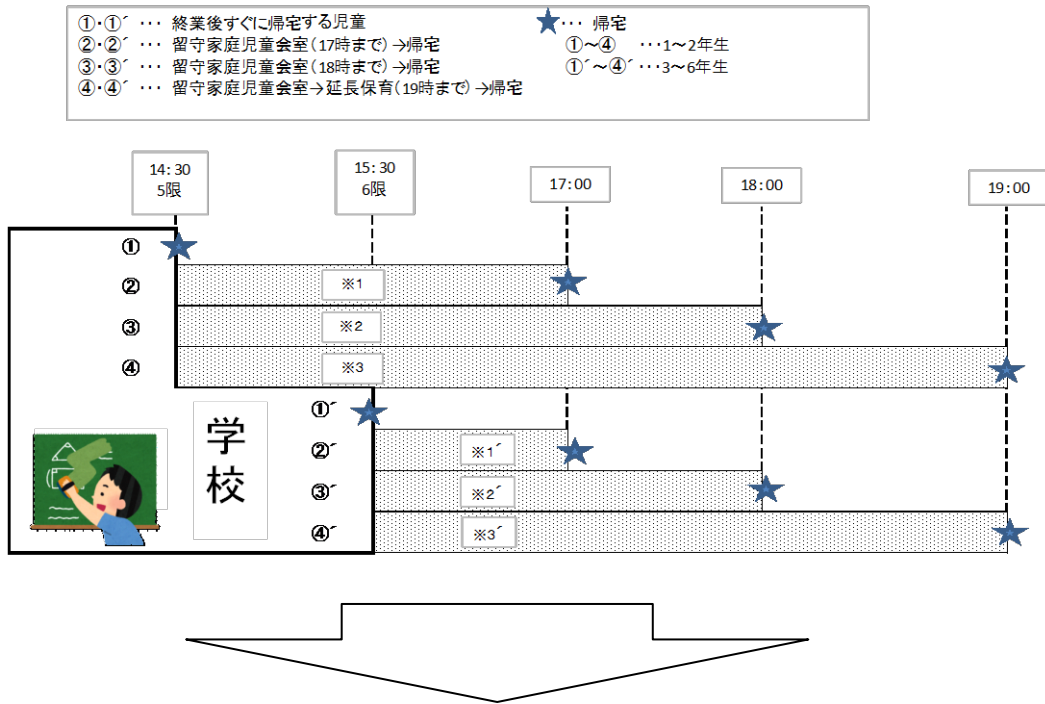 ①・①´ ･･･ 終業後すぐに帰宅する児童
②・②´ ･･･ 留守家庭児童会室(17時まで)→帰宅
③・③´ ･･･ 留守家庭児童会室(18時まで)→帰宅
④・④´ ･･･ 留守家庭児童会室→延長保育(19時まで)→帰宅
★･･･ 帰宅
①～④ ･･･1～2年生
①´～④´･･･3～6年生
14:30
5限
15:30
6限
17:00
18:00
19:00
①
②
※1
③
※2
④
※3
①´
②´
※1´
③´
※2´
④´
※3´
学校